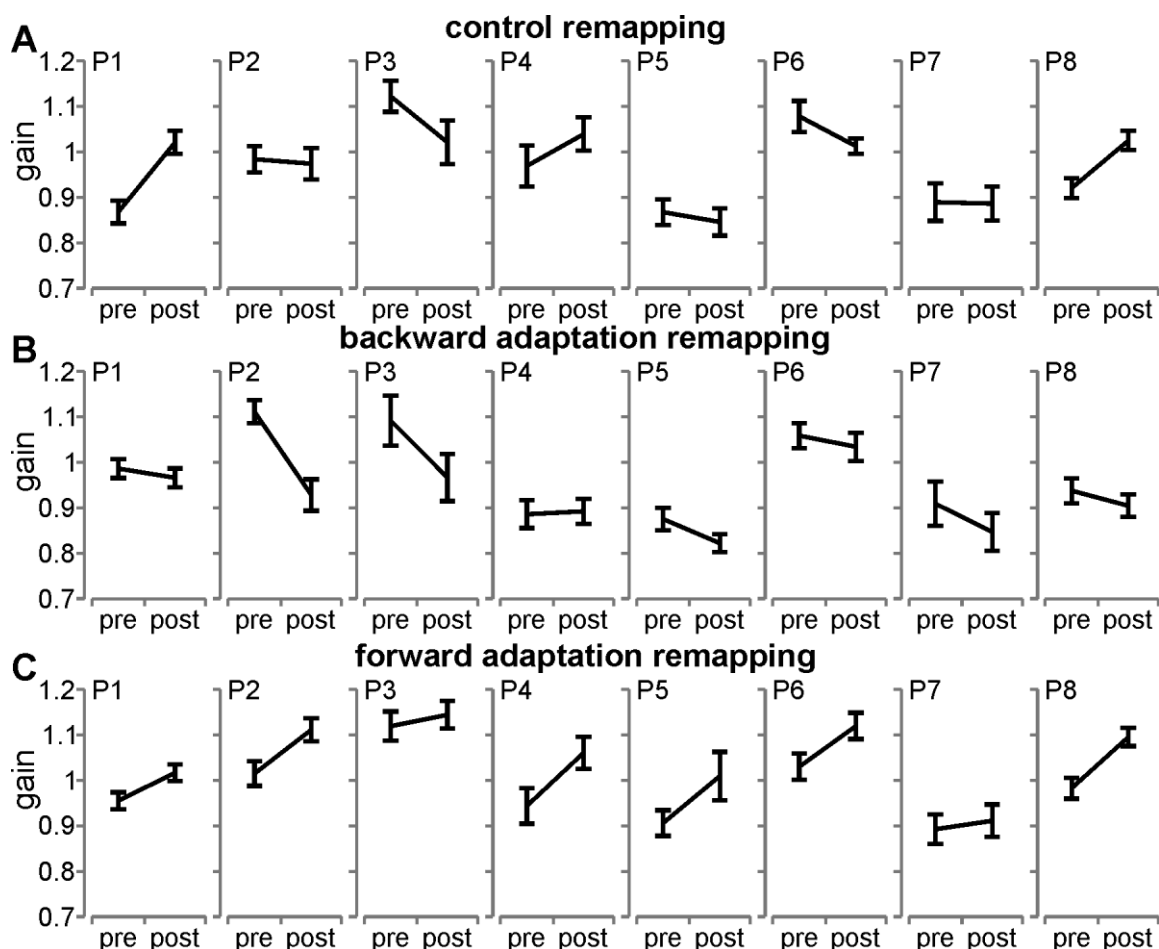 A control remapping
P1 P2 P3 P4 P5 P6 P7 P8
1.2
1.1
1
0.9
0.8
0.7
gain
pre post pre post pre post pre post pre post pre post pre post pre post
B backward adaptation remapping
P1 P2 P3 P4 P5 P6 P7 P8
1.2
1.1
1
0.9
0.8
0.7
gain
pre post pre post pre post pre post pre post pre post pre post pre post
C forward adaptation remapping
P1 P2 P3 P4 P5 P6 P7 P8
1.2
1.1
1
0.9
0.8
0.7
gain
pre post pre post pre post pre post pre post pre post pre post pre post